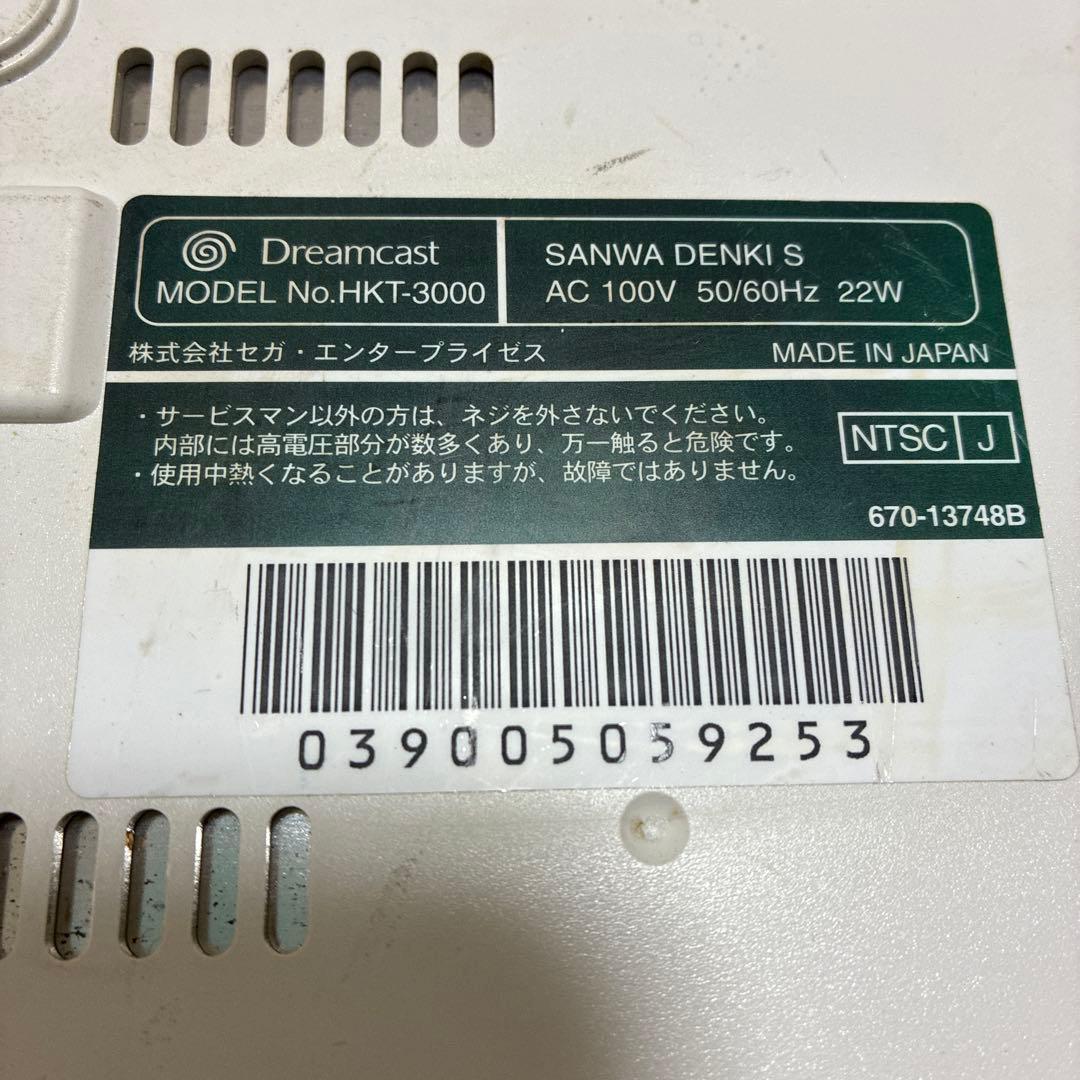 Dreamcast
MODEL No.HKT-3000
SANWA DENKI S
AC 100V 50/60Hz 22W
株式会社セガ・エンタープライゼス
MADE IN JAPAN
・サービスマン以外の方は、ネジを外さないでください。
内部には高電圧部分が数多くあり、万一触ると危険です。
・使用中熱くなることがありますが、故障ではありません。
NTSC J
670-13748B
039005059253